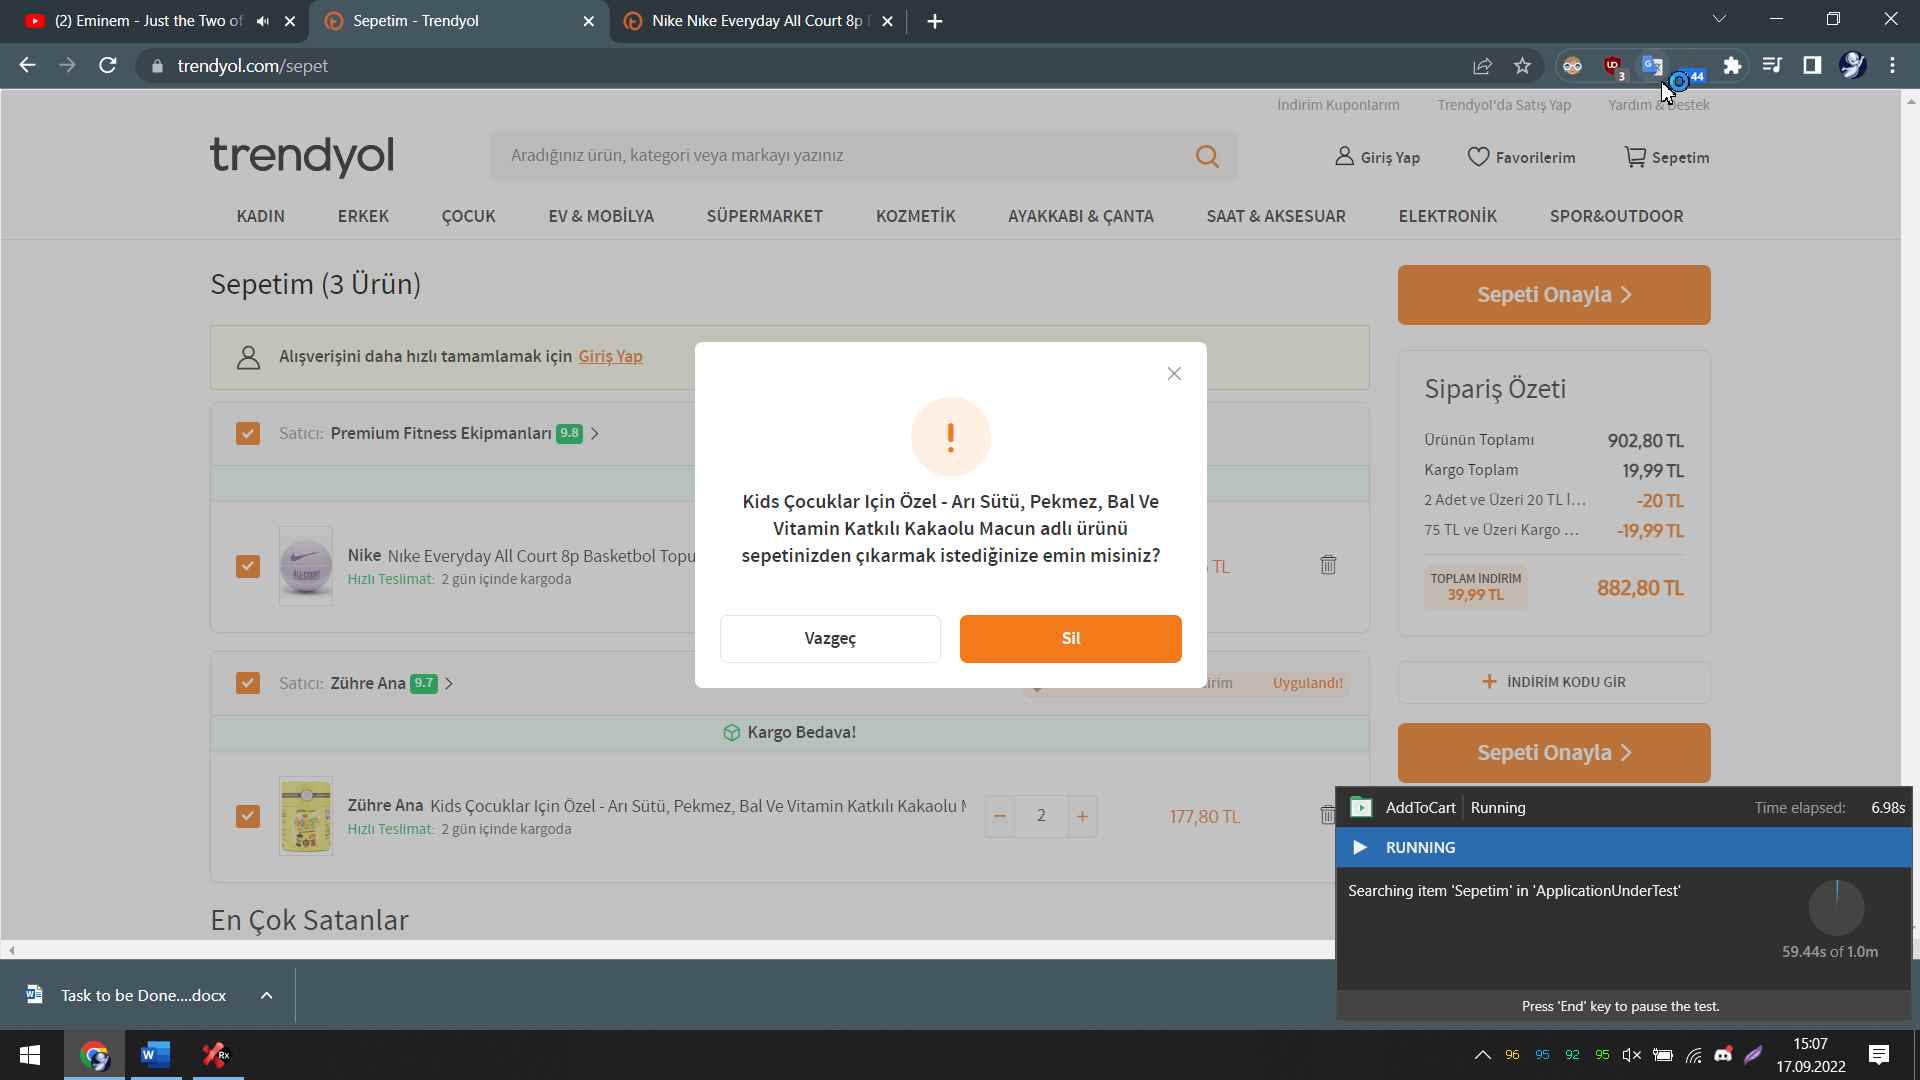 (2) Eminem - Just the Two of
Sepetim - Trendyol
Nike Nıke Everyday All Court 8p
trendyol.com/sepet
3
44
İndirim Kuponlarım
Trendyol'da Satış Yap
Yardım & Destek
trendyol
Aradığınız ürün, kategori veya markayı yazınız
Giriş Yap
Favorilerim
Sepetim
KADIN
ERKEK
ÇOCUK
EV & MOBİLYA
SÜPERMARKET
KOZMETİK
AYAKKABI & ÇANTA
SAAT & AKSESUAR
ELEKTRONİK
SPOR&OUTDOOR
Sepetim (3 Ürün)
Sepeti Onayla
Alışverişini daha hızlı tamamlamak için Giriş Yap
Satıcı: Premium Fitness Ekipmanları 9.8
Nike Nıke Everyday All Court 8p Basketbol Topu
Hızlı Teslimat: 2 gün içinde kargoda
TL
Kids Çocuklar Için Özel - Arı Sütü, Pekmez, Bal Ve
Vitamin Katkılı Kakaolu Macun adlı ürünü
sepetinizden çıkarmak istediğinize emin misiniz?
Vazgeç
Sil
Sipariş Özeti
Ürünün Toplamı 902,80 TL
Kargo Toplam 19,99 TL
2 Adet ve Üzeri 20 TL İ... -20 TL
75 TL ve Üzeri Kargo ... -19,99 TL
TOPLAM İNDİRİM
39,99 TL
882,80 TL
İNDİRİM KODU GİR
Sepeti Onayla
Satıcı: Zühre Ana 9.7
Uygulandı!
Kargo Bedava!
Zühre Ana Kids Çocuklar Için Özel - Arı Sütü, Pekmez, Bal Ve Vitamin Katkılı Kakaolu
Hızlı Teslimat: 2 gün içinde kargoda
2
177,80 TL
En Çok Satanlar
AddToCart Running
Time elapsed: 6.98s
RUNNING
Searching item 'Sepetim' in 'ApplicationUnderTest'
59.44s of 1.0m
Press 'End' key to pause the test.
Task to be Done....docx
96
95
92
95
15:07
17.09.2022